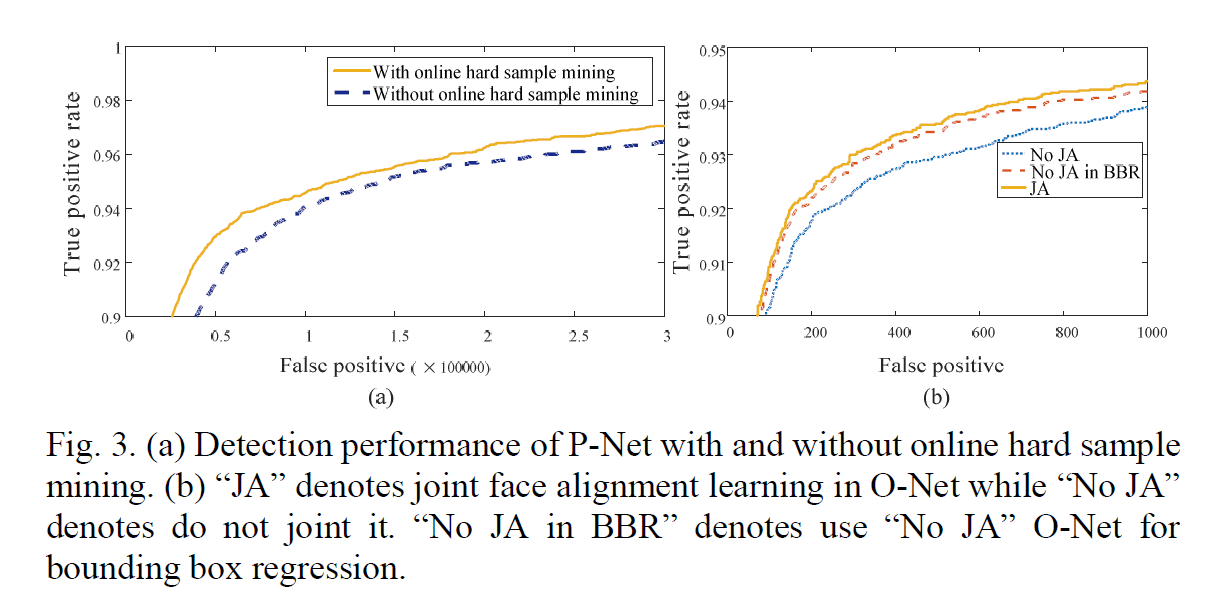 1
0.98
0.96
0.94
0.92
0.9
True positive rate
With online hard sample mining
Without online hard sample mining
0 0.5 1 1.5 2 2.5 3
False positive ( × 100000)
(a)
0.95
0.94
0.93
0.92
0.91
0.9
True positive rate
No JA
No JA in BBR
JA
0 200 400 600 800 1000
False positive
(b)
Fig. 3. (a) Detection performance of P-Net with and without online hard sample
mining. (b) “JA” denotes joint face alignment learning in O-Net while “No JA”
denotes do not joint it. “No JA in BBR” denotes use “No JA” O-Net for
bounding box regression.